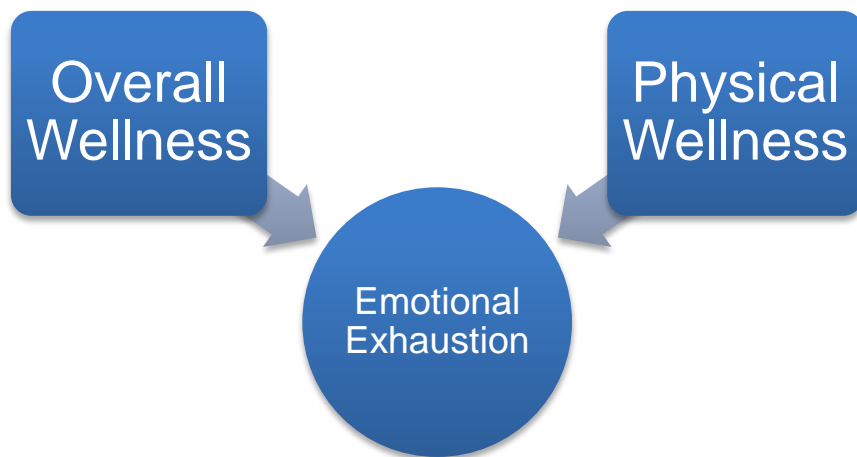 Overall
Wellness
Physical
Wellness
Emotional
Exhaustion